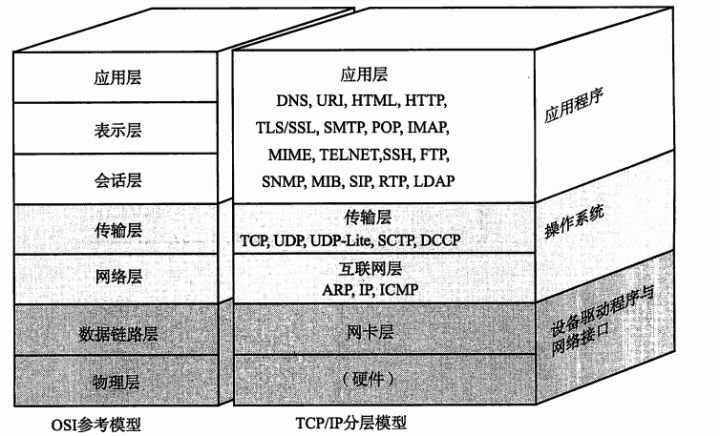 应用层
表示层
会话层
传输层
网络层
数据链路层
物理层
OSI参考模型
应用层
DNS, URI, HTML, HTTP,
TLS/SSL, SMTP, POP, IMAP,
MIME, TELNET,SSH, FTP,
SNMP, MIB, SIP, RTP, LDAP
传输层
TCP, UDP, UDP-Lite, SCTP, DCCP
互联网层
ARP, IP, ICMP
网卡层
（硬件）
TCP/IP分层模型
应用程序
操作系统
设备驱动程序与
网络接口